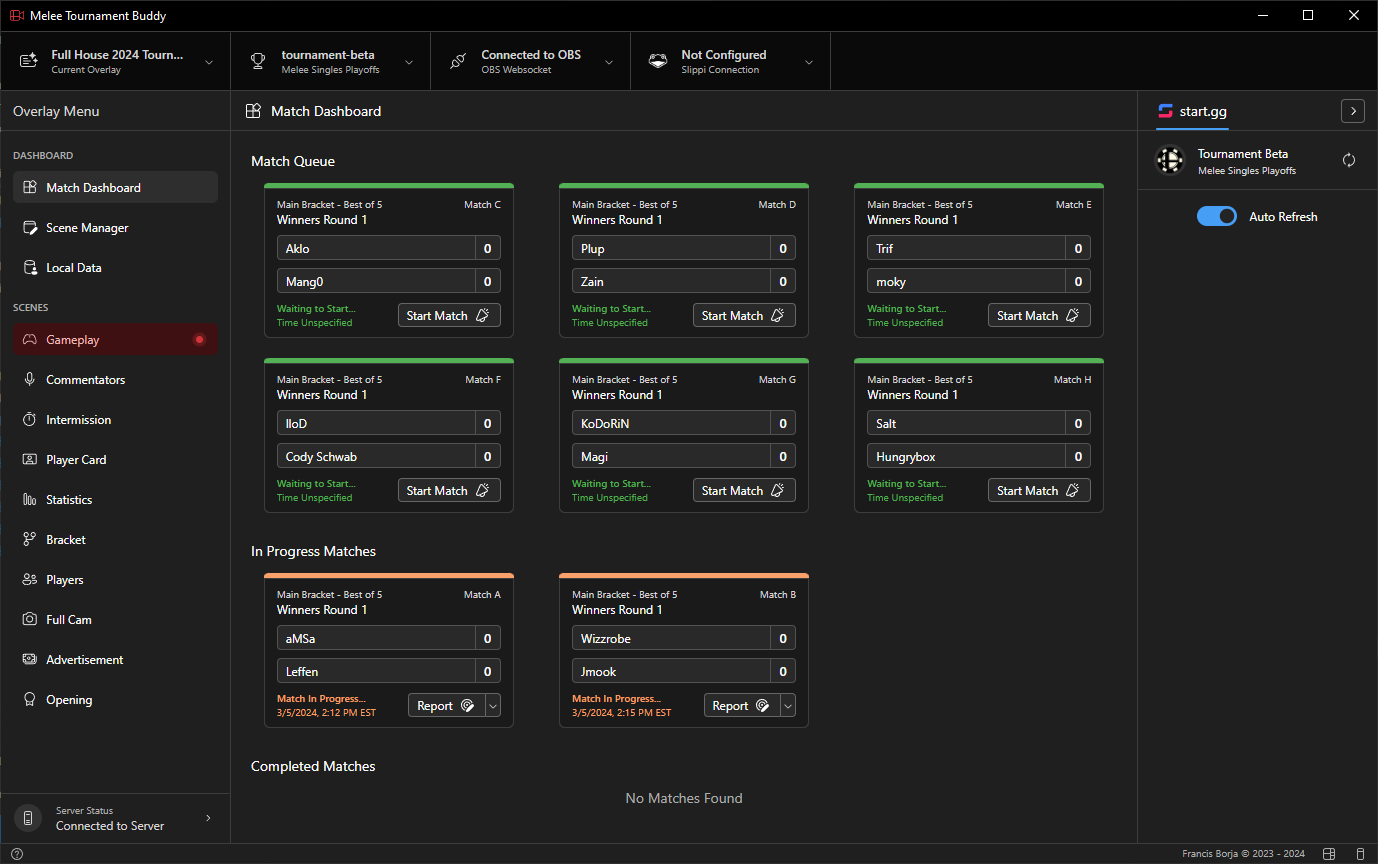 Melee Tournament Buddy
Full House 2024 Tourn...
Current Overlay
tournament-beta
Melee Singles Playoffs
Connected to OBS
OBS Websocket
Not Configured
Slippi Connection
Overlay Menu
DASHBOARD
Match Dashboard
Scene Manager
Local Data
SCENES
Gameplay
Commentators
Intermission
Player Card
Statistics
Bracket
Players
Full Cam
Advertisement
Opening
Server Status
Connected to Server
Match Dashboard
Match Queue
Main Bracket - Best of 5 Match C
Winners Round 1
Aklo 0
Mang0 0
Waiting to Start...
Time Unspecified
Start Match
Main Bracket - Best of 5 Match D
Winners Round 1
Plup 0
Zain 0
Waiting to Start...
Time Unspecified
Start Match
Main Bracket - Best of 5 Match E
Winners Round 1
Trif 0
moky 0
Waiting to Start...
Time Unspecified
Start Match
Main Bracket - Best of 5 Match F
Winners Round 1
lloD 0
Cody Schwab 0
Waiting to Start...
Time Unspecified
Start Match
Main Bracket - Best of 5 Match G
Winners Round 1
KoDoRiN 0
Magi 0
Waiting to Start...
Time Unspecified
Start Match
Main Bracket - Best of 5 Match H
Winners Round 1
Salt 0
Hungrybox 0
Waiting to Start...
Time Unspecified
Start Match
In Progress Matches
Main Bracket - Best of 5 Match A
Winners Round 1
aMSa 0
Leffen 0
Match In Progress...
3/5/2024, 2:12 PM EST
Report
Main Bracket - Best of 5 Match B
Winners Round 1
Wizzrobe 0
Jmook 0
Match In Progress...
3/5/2024, 2:15 PM EST
Report
Completed Matches
No Matches Found
start.gg
Tournament Beta
Melee Singles Playoffs
Auto Refresh
Francis Borja © 2023 - 2024